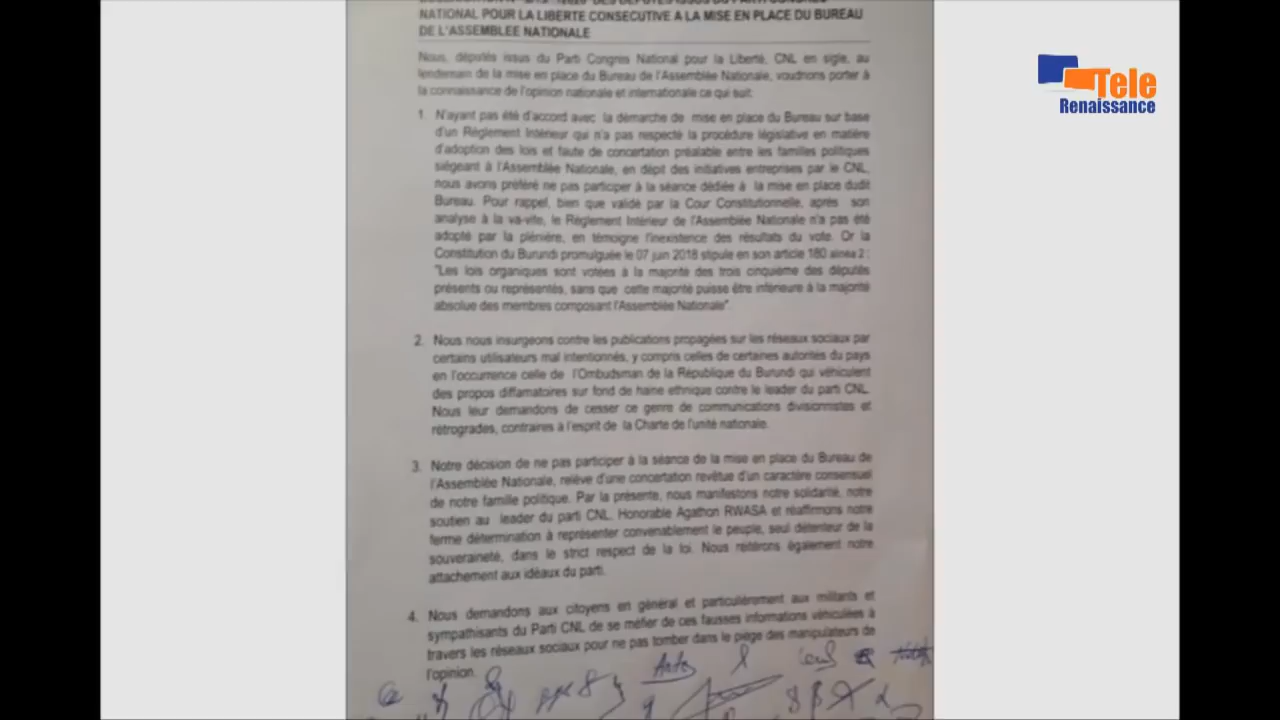 NATIONAL POUR LA LIBERTE CONSECUTIVE A LA MISE EN PLACE DU BUREAU
DE L'ASSEMBLEE NATIONALE
Nous, députés issus du Parti Congres National pour la Liberté, CNL en sigle, au
lendemain de la mise en place du Bureau de l'Assemblée Nationale, voudrions porter à
la connaissance de l'opinion nationale et internationale ce qui suit:
1. N'ayant pas été d'accord avec la démarche de mise en place du Bureau sur base
d'un Règlement Intérieur qui n'a pas respecté la procédure législative en matière
d'adoption des lois et faute de concertation préalable entre les familles politiques
siégeant à l'Assemblée Nationale, en dépit des initiatives entreprises par le CNL,
nous avons préféré ne pas participer à la séance dédiée à la mise en place dudit
Bureau. Pour rappel, bien que validé par la Cour Constitutionnelle, après son
analyse à la va-vite, le Règlement Intérieur de l'Assemblée Nationale n'a pas été
adopté par la plénière, en témoigne l'inexistence des résultats du vote. Or la
Constitution du Burundi promulguée le 07 juin 2018 stipule en son article 180 alinéa 2 :
"Les lois organiques sont votées à la majorité des trois cinquième des députés
présents ou représentés, sans que cette majorité puisse être inférieure à la majorité
absolue des membres composant l'Assemblée Nationale".
2. Nous nous insurgeons contre les publications propagées sur les réseaux sociaux par
certains utilisateurs mal intentionnés, y compris celles de certaines autorités du pays
en l'occurrence celle de l'Ombudsman de la République du Burundi qui véhiculent
des propos diffamatoires sur fond de haine ethnique contre le leader du parti CNL.
Nous leur demandons de cesser ce genre de communications divisionnistes et
rétrogrades, contraires à l'esprit de la Charte de l'unité nationale.
3. Notre décision de ne pas participer à la séance de la mise en place du Bureau de
l'Assemblée Nationale, relève d'une concertation revêtue d'un caractère consensuel
de notre famille politique. Par la présente, nous manifestons notre solidarité, notre
soutien au leader du parti CNL, Honorable Agathon RWASA et réaffirmons notre
ferme détermination à représenter convenablement le peuple, seul détenteur de la
souveraineté, dans le strict respect de la loi. Nous réitérons également notre
attachement aux idéaux du parti.
4. Nous demandons aux citoyens en général et particulièrement aux militants et
sympathisants du Parti CNL de se méfier de ces fausses informations véhiculées à
travers les réseaux sociaux pour ne pas tomber dans le piège des manipulateurs de
l'opinion.
Tele
Renaissance